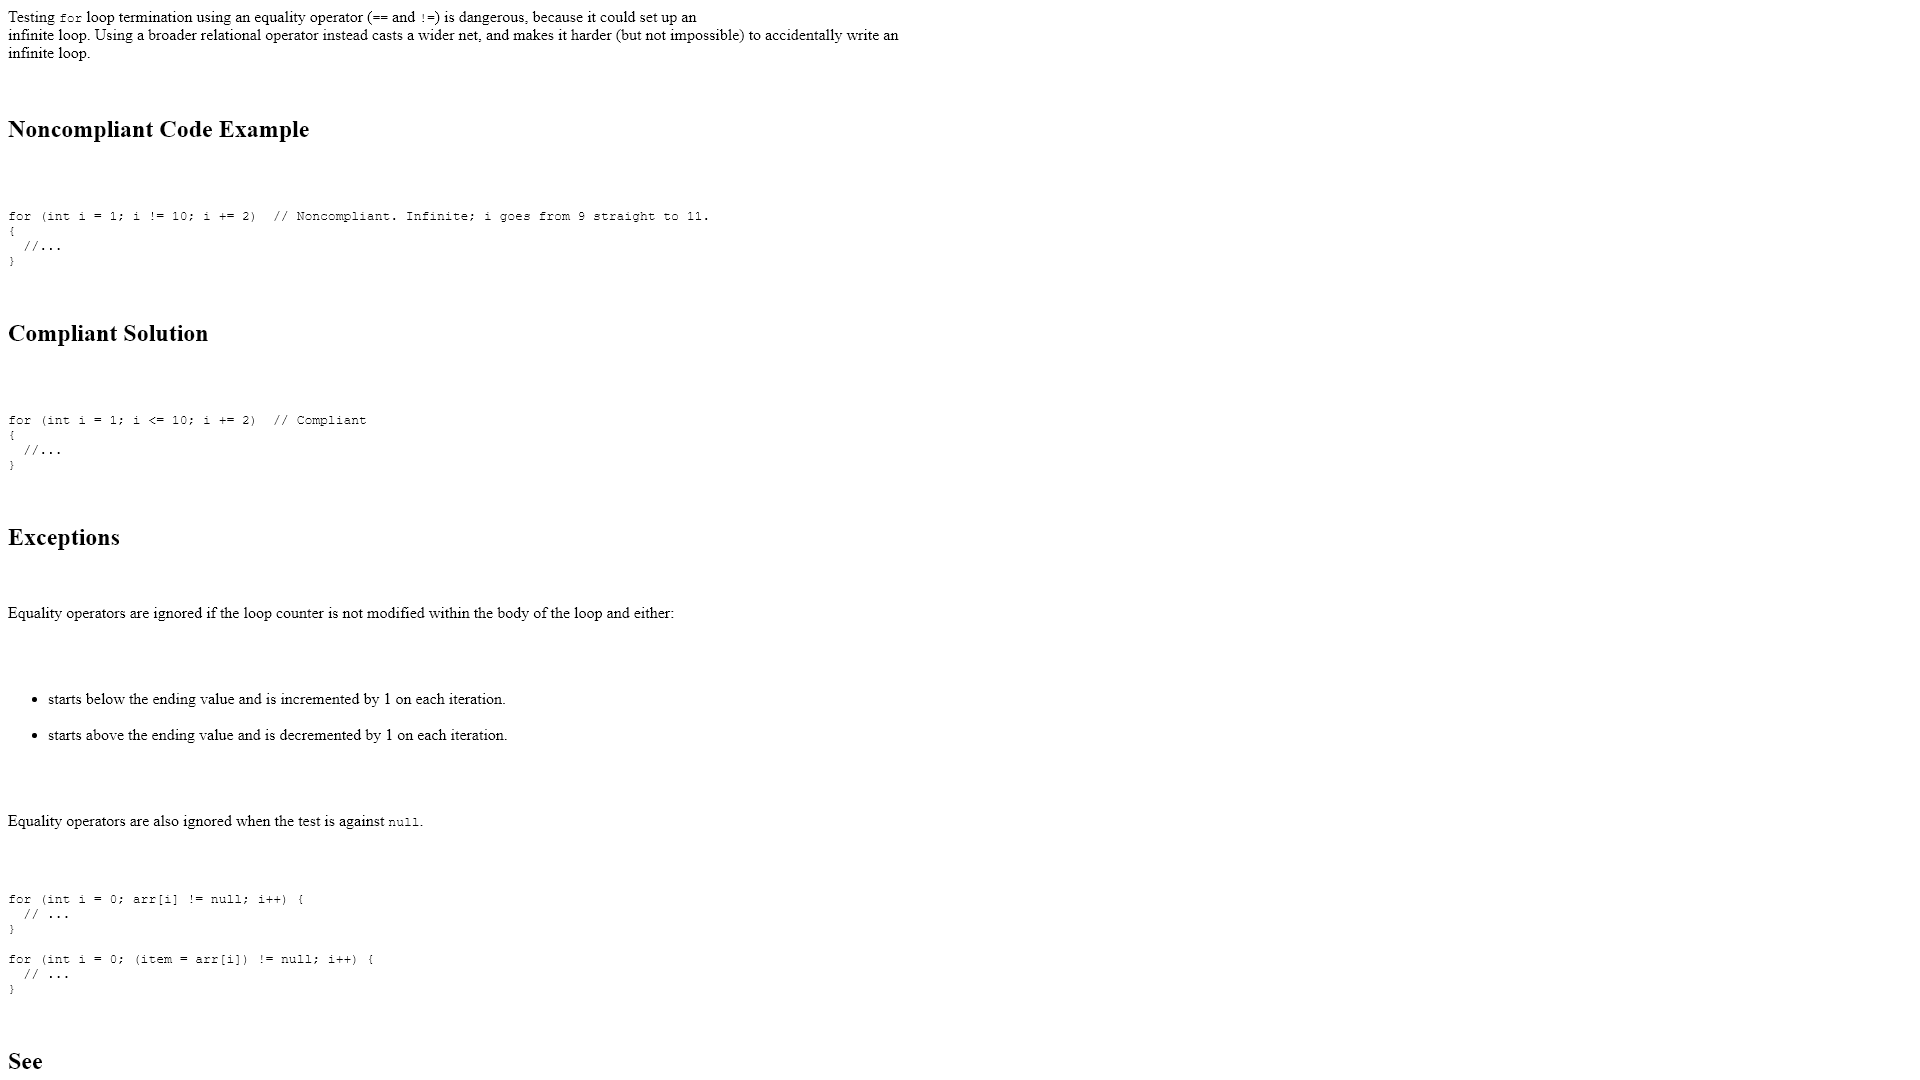 Testing for loop termination using an equality operator (== and !=) is dangerous, because it could set up an
infinite loop. Using a broader relational operator instead casts a wider net, and makes it harder (but not impossible) to accidentally write an
infinite loop.
Noncompliant Code Example
for (int i = 1; i != 10; i += 2)  // Noncompliant. Infinite; i goes from 9 straight to 11.
{
  //...
}
Compliant Solution
for (int i = 1; i <= 10; i += 2)  // Compliant
{
  //...
}
Exceptions
Equality operators are ignored if the loop counter is not modified within the body of the loop and either:
• starts below the ending value and is incremented by 1 on each iteration.
• starts above the ending value and is decremented by 1 on each iteration.
Equality operators are also ignored when the test is against null.
for (int i = 0; arr[i] != null; i++) {
  // ...
}
for (int i = 0; (item = arr[i]) != null; i++) {
  // ...
}
See